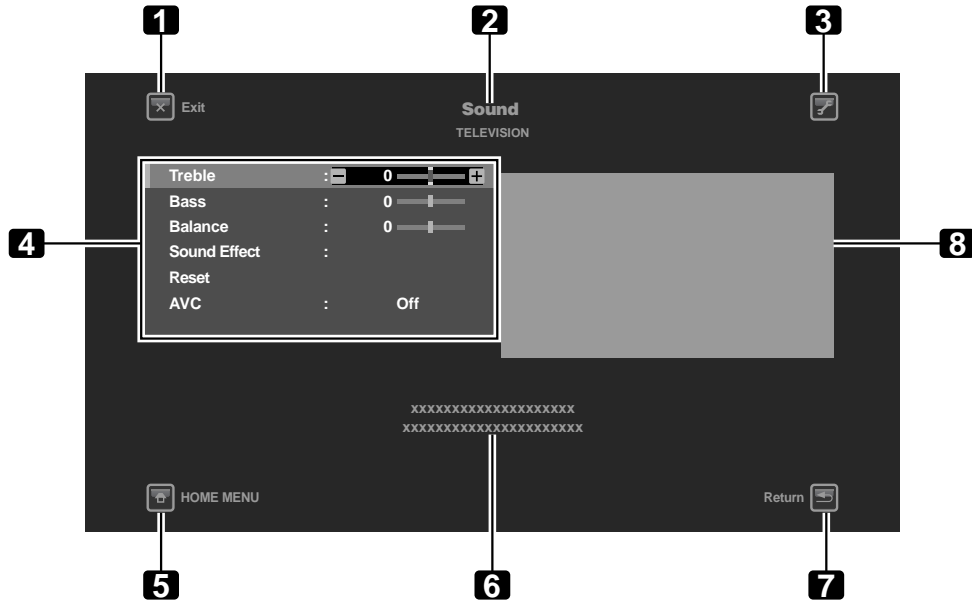 1 2 3
Exit
Sound
TELEVISION
Treble : 0
Bass : 0
Balance : 0
Sound Effect :
Reset
AVC : Off
4 8
xxxxxxxxxxxxxxxxxxxx
xxxxxxxxxxxxxxxxxxxxxx
HOME MENU Return
5 6 7